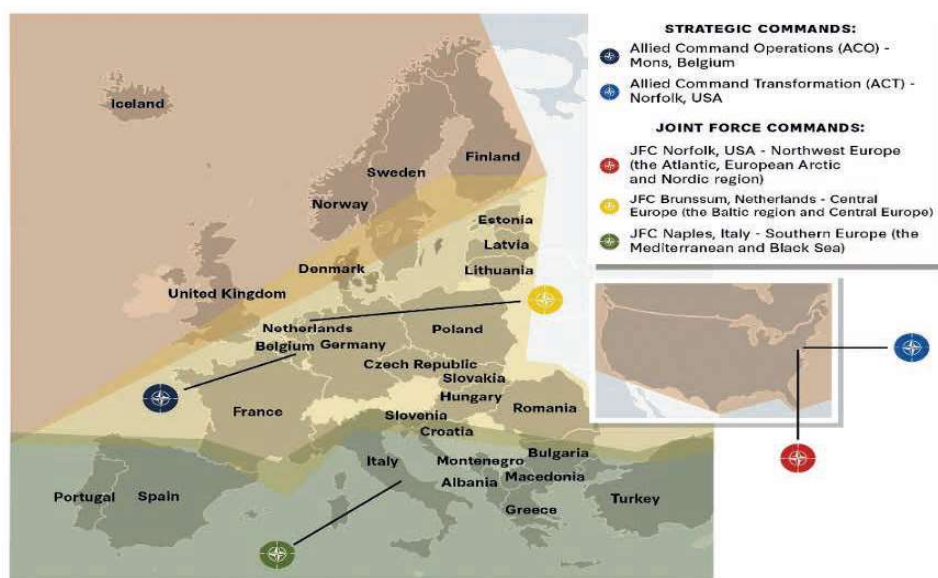 STRATEGIC COMMANDS:
Allied Command Operations (ACO) -
Mons, Belgium
Allied Command Transformation (ACT) -
Norfolk, USA
JOINT FORCE COMMANDS:
JFC Norfolk, USA - Northwest Europe
(the Atlantic, European Arctic
and Nordic region)
JFC Brunssum, Netherlands - Central
Europe (the Baltic region and Central Europe)
JFC Naples, Italy - Southern Europe (the
Mediterranean and Black Sea)
Iceland
Finland
Sweden
Norway
Estonia
Latvia
Denmark
Lithuania
United Kingdom
Netherlands
Poland
Belgium
Germany
Czech Republic
Slovakia
Hungary
France
Romania
Slovenia
Croatia
Bulgaria
Italy
Montenegro
Macedonia
Albania
Portugal
Spain
Turkey
Greece